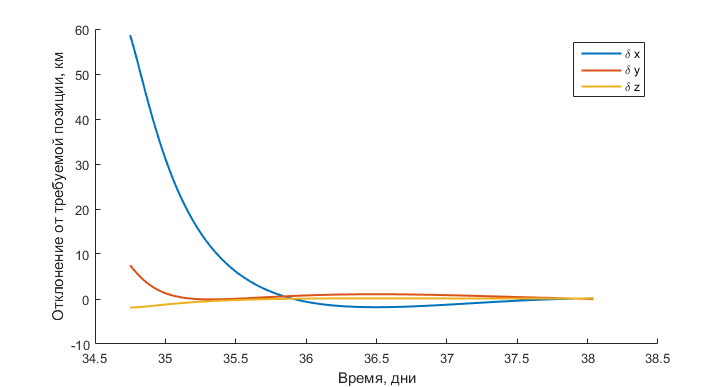 60
50
40
30
20
10
0
-10
34.5 35 35.5 36 36.5 37 37.5 38 38.5
Время, дни
Отклонение от требуемой позиции, км
δ x
δ y
δ z